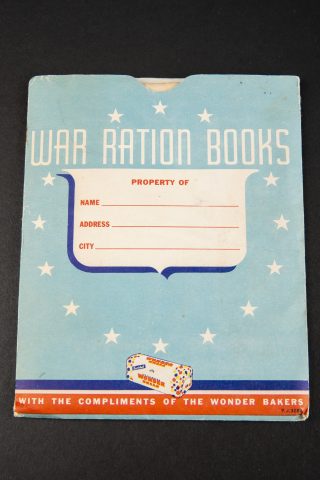 WAR RATION BOOKS
PROPERTY OF
NAME
ADDRESS
CITY
WONDER
WITH THE COMPLIMENTS OF THE WONDER BAKERS